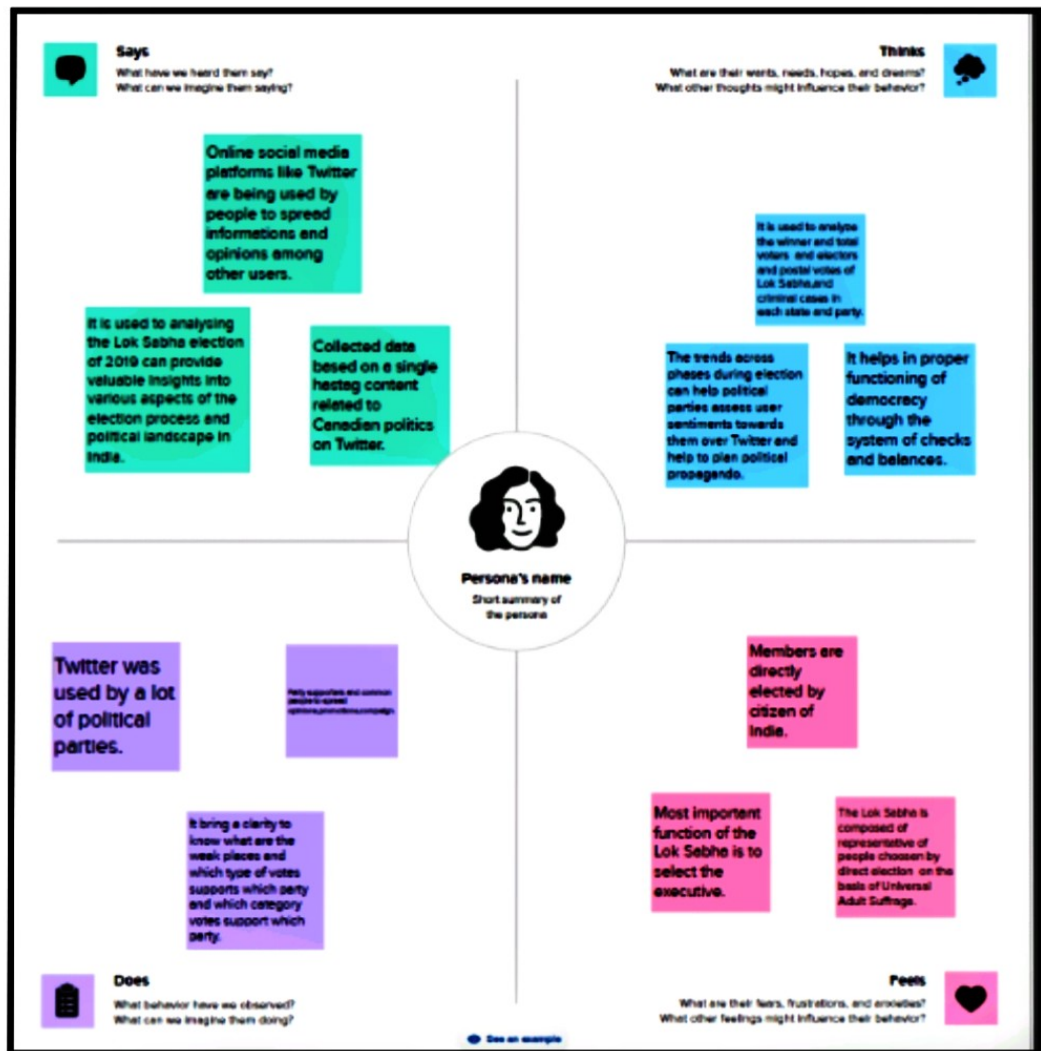 Says
What have we heard them say?
What can we imagine them saying?
Thinks
What are their wants, needs, hopes, and dreams?
What other thoughts might influence their behavior?
Online social media
platforms like Twitter
are being used by
people to spread
informations and
opinions among
other users.
It is used to analysing
the Lok Sabha election
of 2019 can provide
valuable insights into
various aspects of the
election process and
political landscape in
India.
Collected data
based on a single
hastag content
related to
Canadian politics
on Twitter.
It is used to analyze
the winner and total
voters and electors
and postal votes of
Lok Sabha,and
criminal cases in
each state and party.
The trends across
phases during election
can help political
parties assess user
sentiments towards
them over Twitter and
help to plan political
propagando.
It helps in proper
functioning of
democracy
through the
system of checks
and balances.
Persona's name
Short summary of
the persona
Twitter was
used by a lot
of political
parties.
Party supporters and common
people to spread
opinions,promotions,campaign.
It bring a clarity to
know what are the
weak places and
which type of votes
supports which party
and which category
votes support which
party.
Members are
directly
elected by
citizen of
India.
Most important
function of the
Lok Sabha is to
select the
executive.
The Lok Sabha is
composed of
representative of
people choosen by
direct election on the
basis of Universal
Adult Suffrage.
Does
What behavior have we observed?
What can we imagine them doing?
Feels
What are their fears, frustrations, and anxieties?
What other feelings might influence their behavior?
See an example